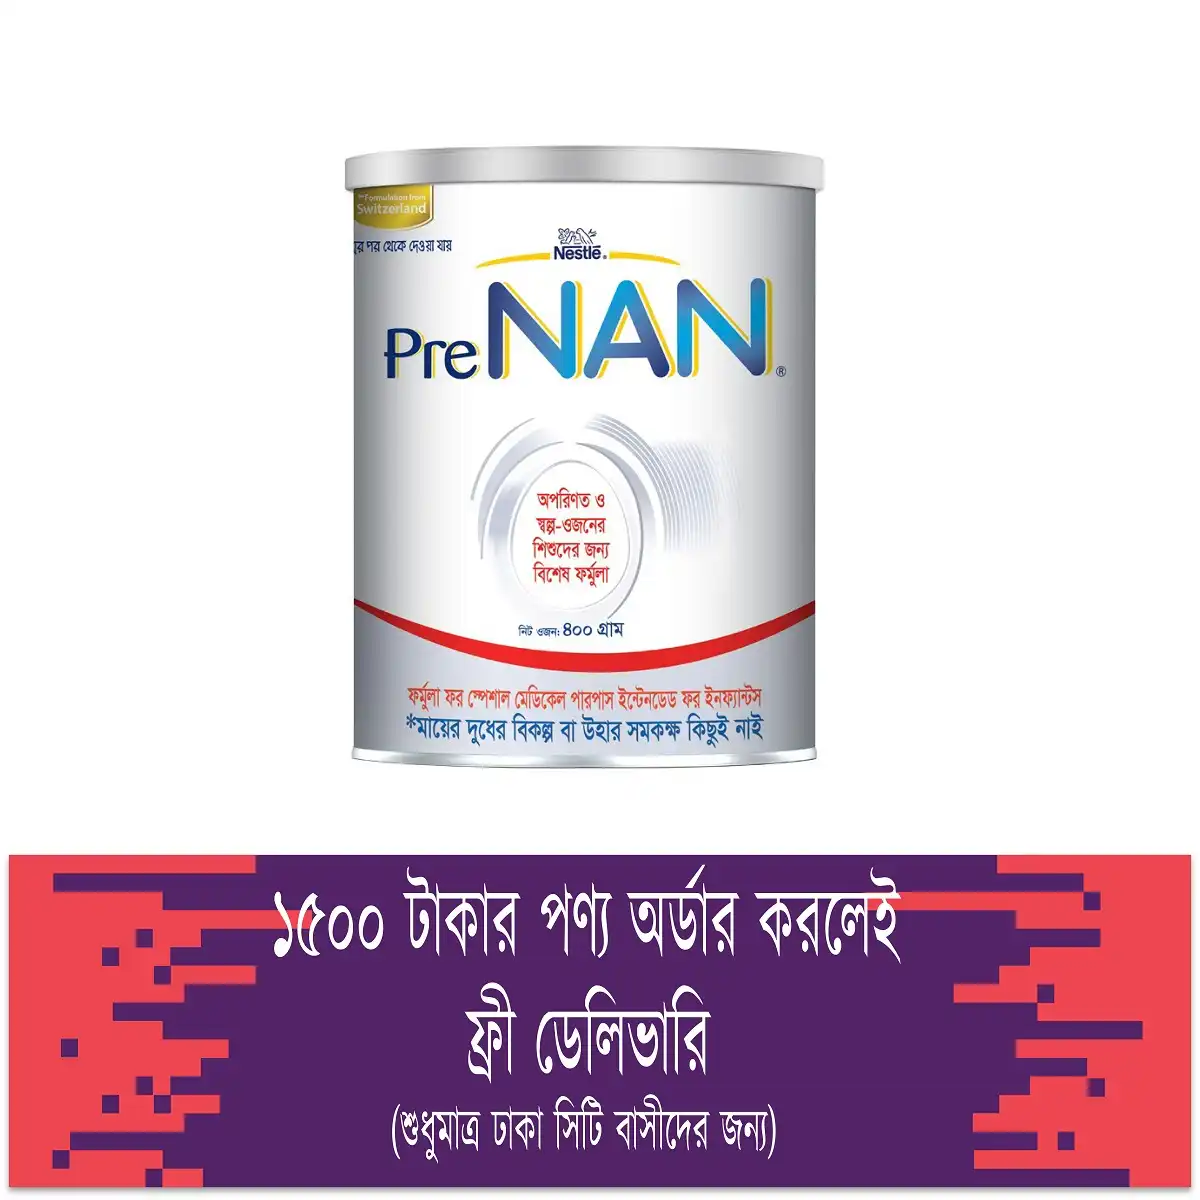 Formulation from
Switzerland
পর থেকে দেওয়া যায়
Nestlé®
PreNAN®
অপরিণত ও
স্বল্প-ওজনের
শিশুদের জন্য
বিশেষ ফর্মুলা
নিট ওজন: ৪০০ গ্রাম
ফর্মুলা ফর স্পেশাল মেডিকেল পারপাস ইন্টেনডেড ফর ইনফ্যান্টস
*মায়ের দুধের বিকল্প বা উহার সমকক্ষ কিছুই নাই
১৫০০ টাকার পণ্য অর্ডার করলেই
ফ্রী ডেলিভারি
(শুধুমাত্র ঢাকা সিটি বাসীদের জন্য)